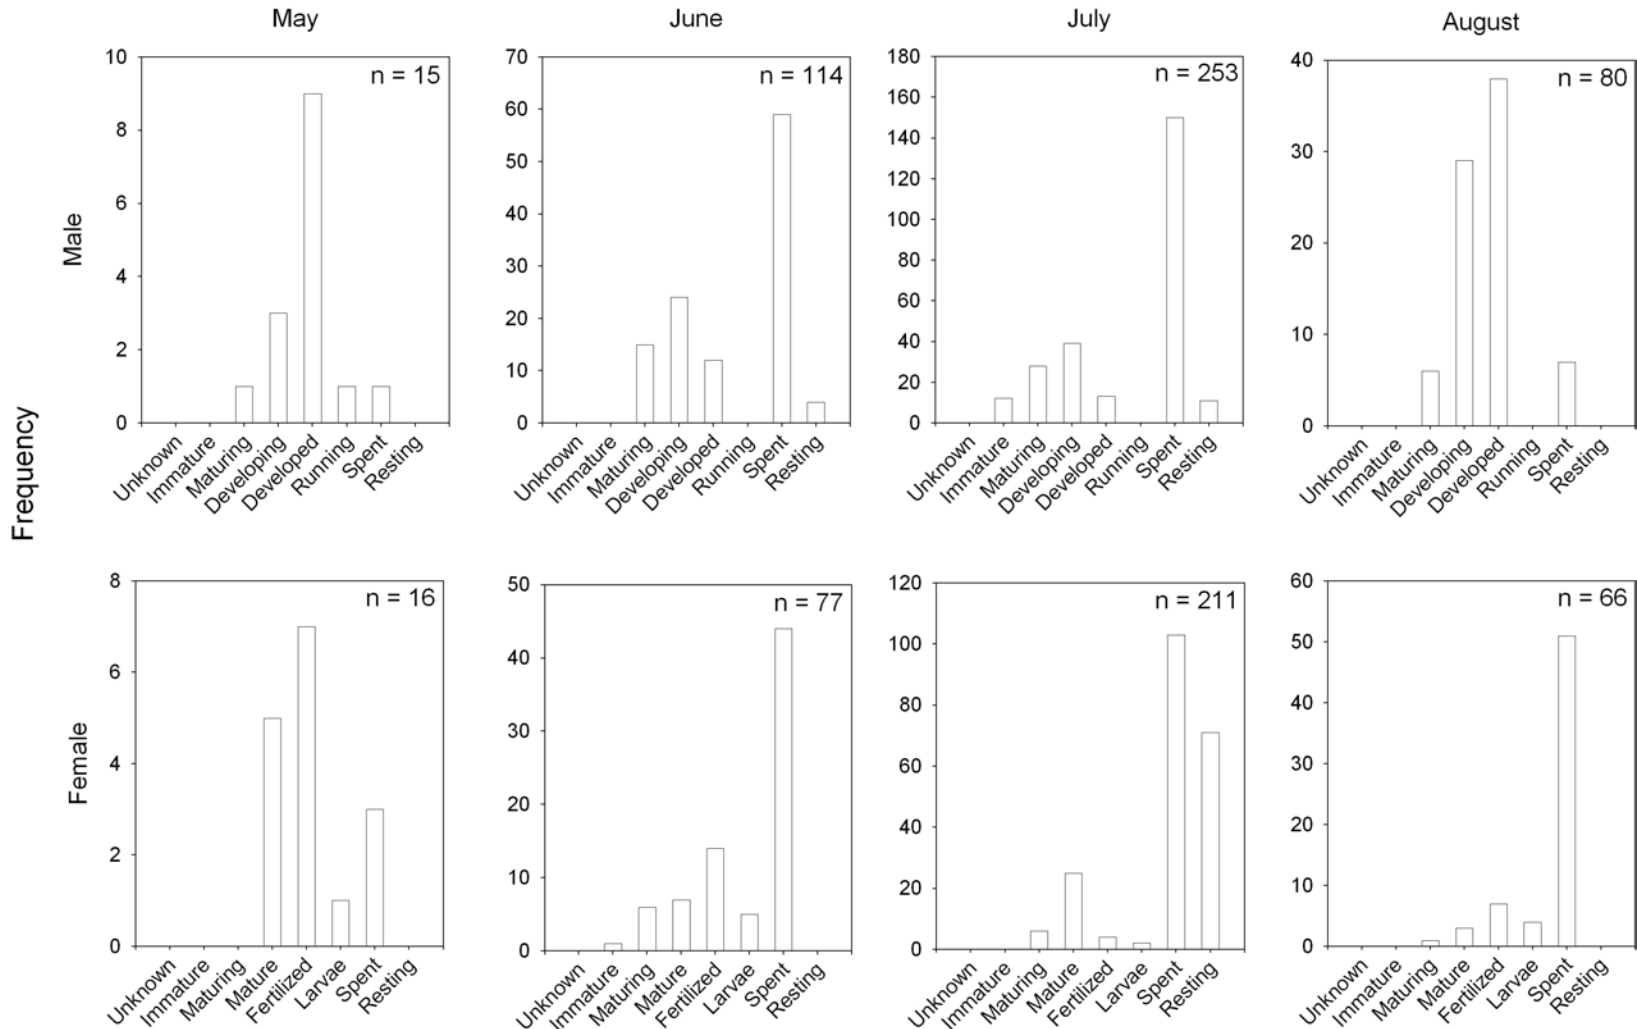 May June July August
Frequency
Male
10
8
6
4
2
0
n = 15
Unknown
Immature
Maturing
Developing
Developed
Running
Spent
Resting
70
60
50
40
30
20
10
0
n = 114
Unknown
Immature
Maturing
Developing
Developed
Running
Spent
Resting
180
160
140
120
100
80
60
40
20
0
n = 253
Unknown
Immature
Maturing
Developing
Developed
Running
Spent
Resting
40
30
20
10
0
n = 80
Unknown
Immature
Maturing
Developing
Developed
Running
Spent
Resting
Female
8
6
4
2
0
n = 16
Unknown
Immature
Maturing
Mature
Fertilized
Larvae
Spent
Resting
50
40
30
20
10
0
n = 77
Unknown
Immature
Maturing
Mature
Fertilized
Larvae
Spent
Resting
120
100
80
60
40
20
0
n = 211
Unknown
Immature
Maturing
Mature
Fertilized
Larvae
Spent
Resting
60
50
40
30
20
10
0
n = 66
Unknown
Immature
Maturing
Mature
Fertilized
Larvae
Spent
Resting